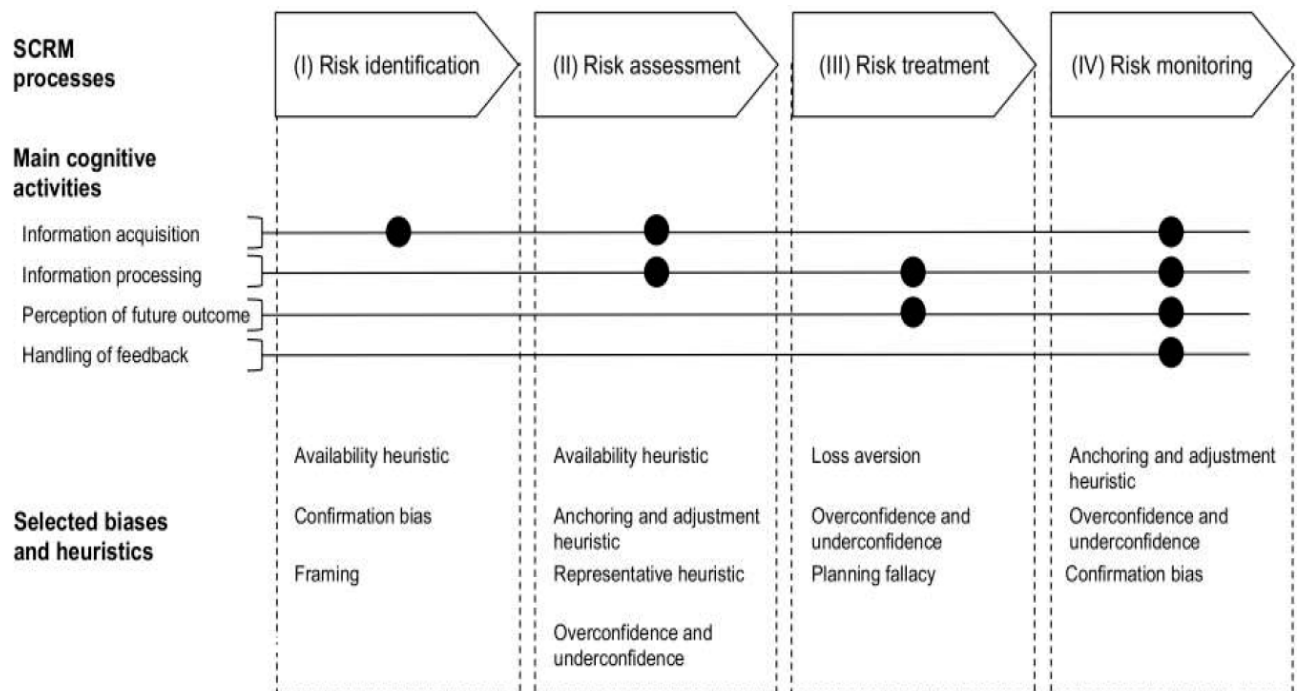 SCRM
processes
(I) Risk identification
(II) Risk assessment
(III) Risk treatment
(IV) Risk monitoring
Main cognitive
activities
Information acquisition
Information processing
Perception of future outcome
Handling of feedback
Selected biases
and heuristics
Availability heuristic
Confirmation bias
Framing
Availability heuristic
Anchoring and adjustment
heuristic
Representative heuristic
Overconfidence and
underconfidence
Loss aversion
Overconfidence and
underconfidence
Planning fallacy
Anchoring and adjustment
heuristic
Overconfidence and
underconfidence
Confirmation bias